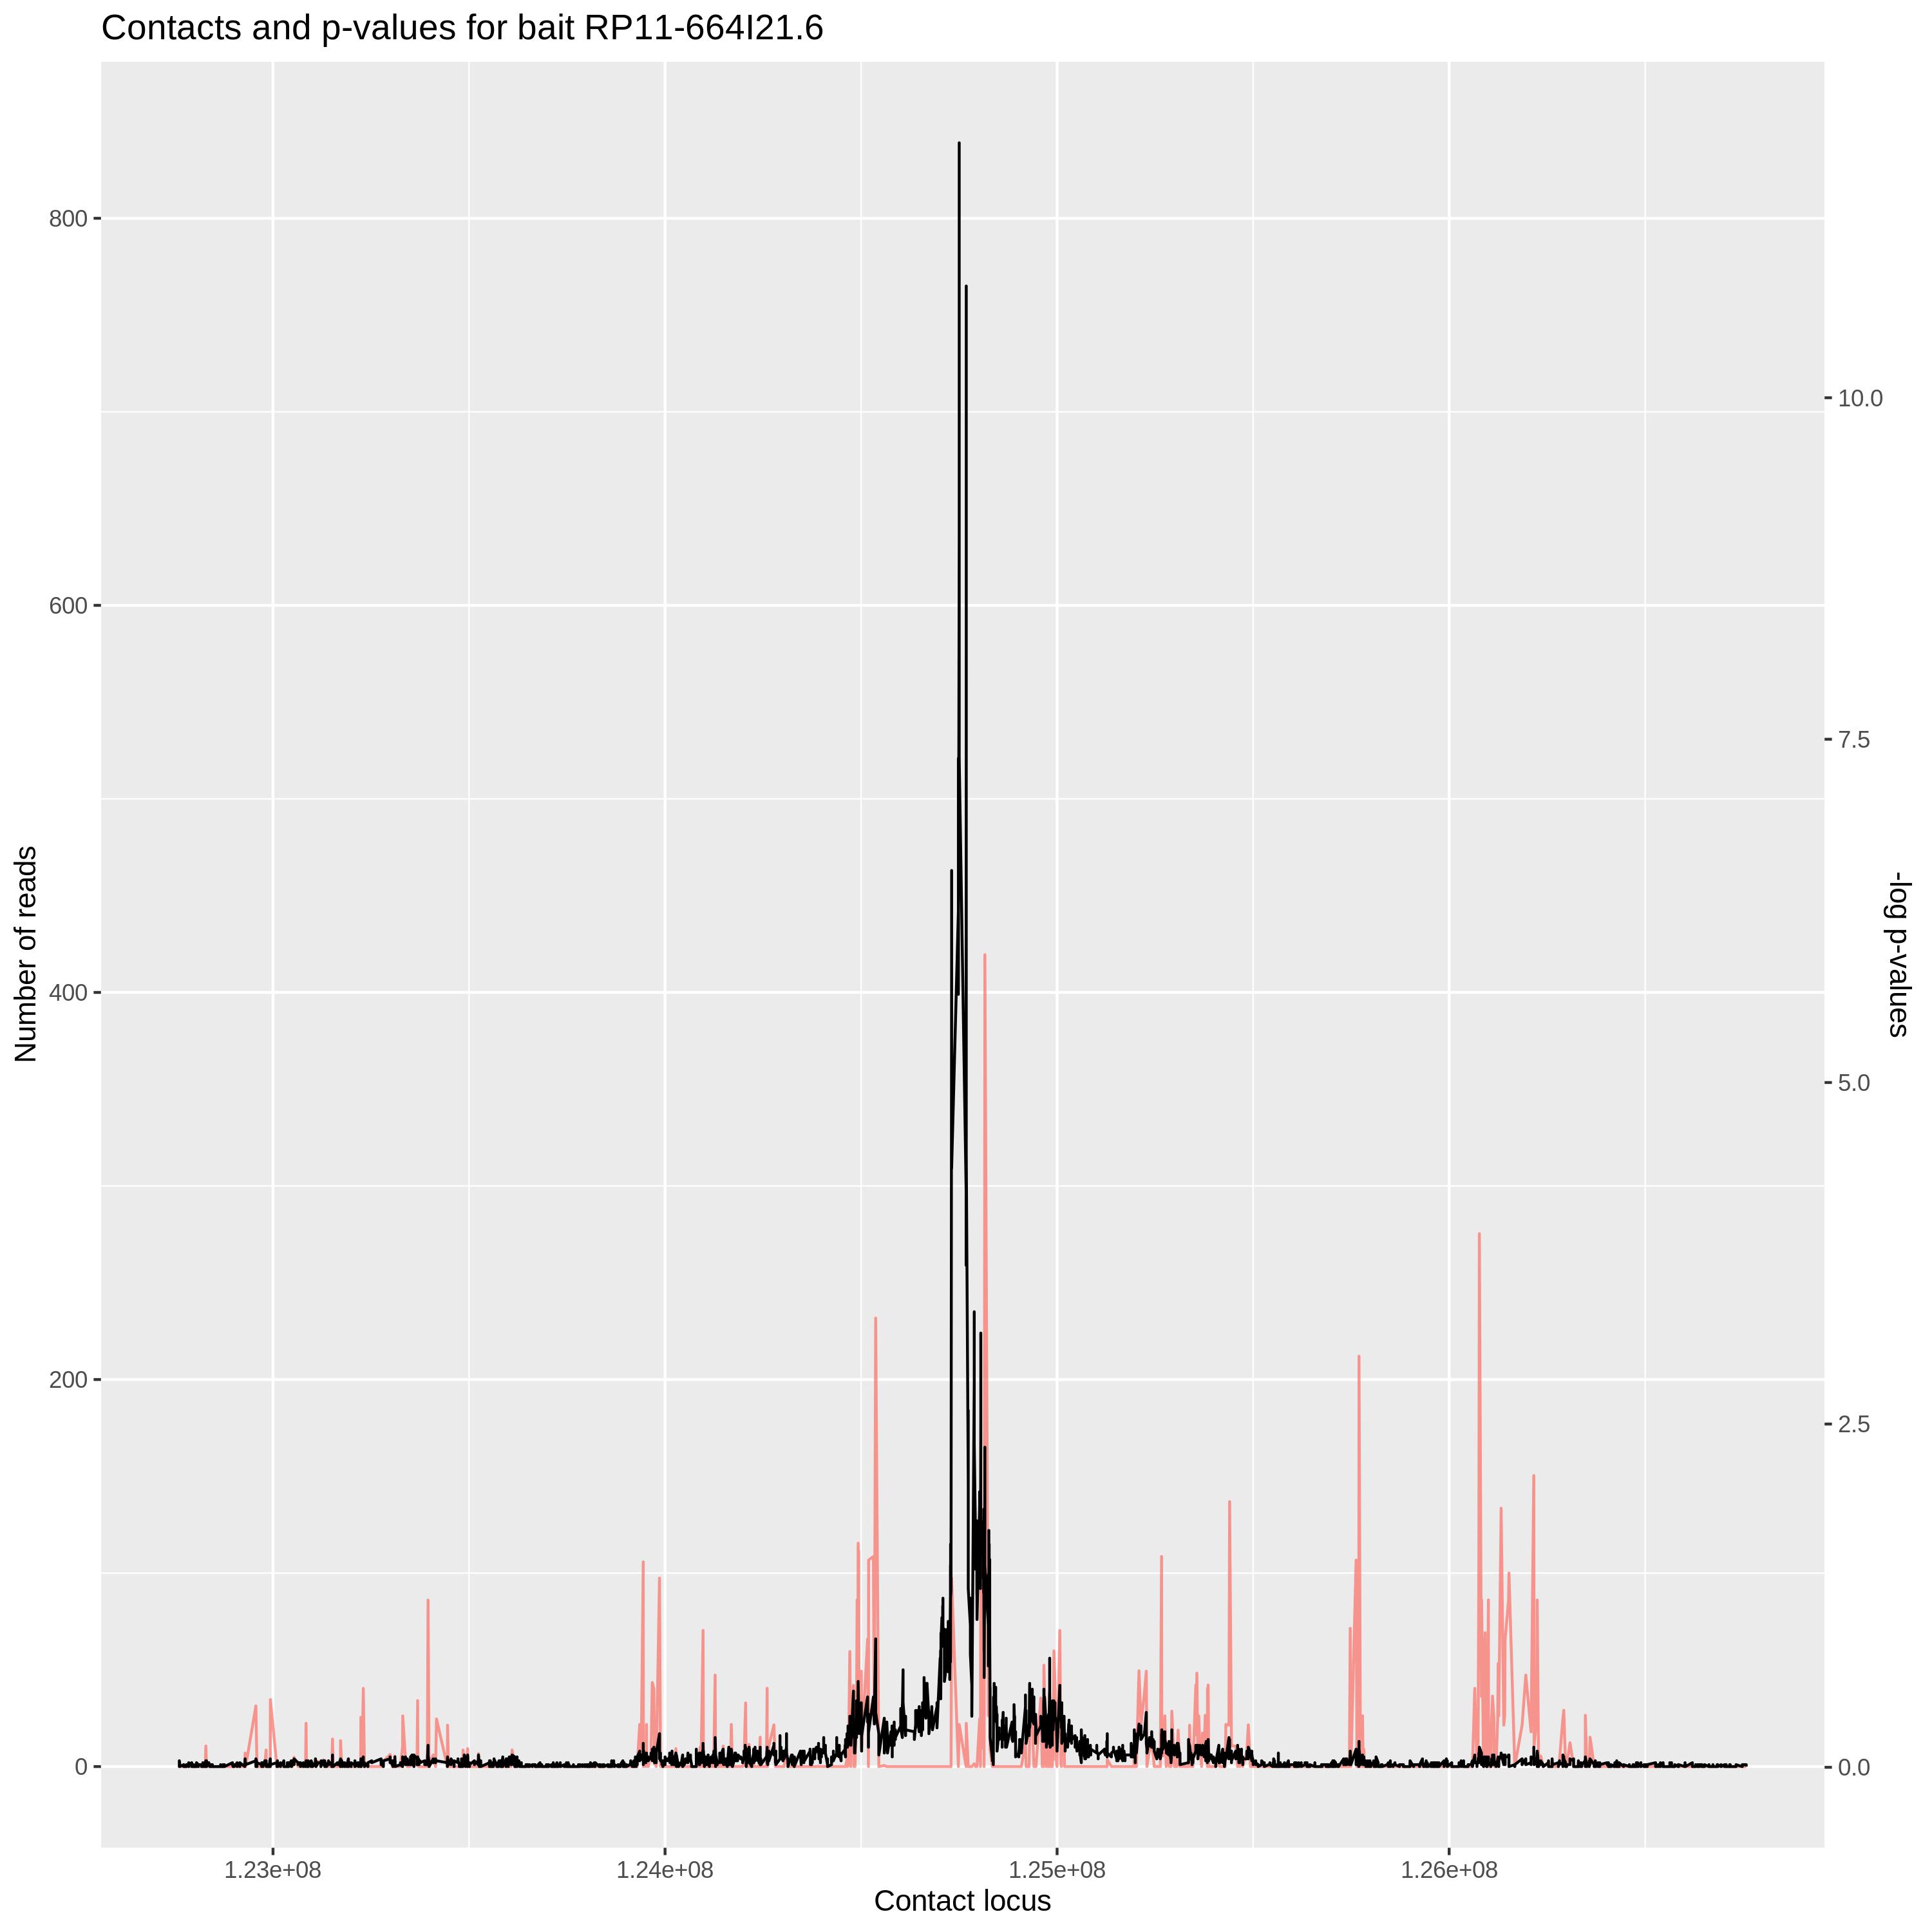 Contacts and p-values for bait RP11-664I21.6
800
600
400
200
0
Number of reads
10.0
7.5
5.0
2.5
0.0
-log p-values
1.23e+08
1.24e+08
1.25e+08
1.26e+08
Contact locus